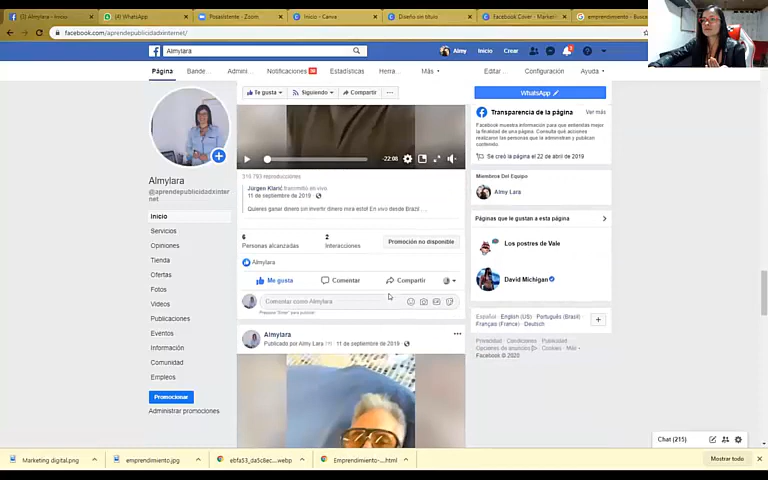 (3) Almylara - Inicio
(4) WhatsApp
Posasistente - Zoom
Inicio - Canva
Diseño sin título
Facebook Cover - Market
emprendimiento - Busc
facebook.com/aprendepublicidadxinternet/
Almylara
Almy
Inicio
Crear
Página
Bande...
Admini...
Notificaciones
Estadísticas
Herra...
Más
Editar ...
Configuración
Ayuda
Te gusta
Siguiendo
Compartir
WhatsApp
-22:08
Transparencia de la página
Ver más
Facebook muestra información para que entiendas mejor
la finalidad de una página. Consulta qué acciones
realizaron las personas que la administran y publican
contenido.
Se creó la página el 22 de abril de 2019
reproducciones
transmitió en vivo
11 de septiembre de 2019
Quieres ganar dinero sin invertir dinero mira esto! En vivo desde Brazil ...
Almylara
@aprendepublicidadxinter
net
Miembros Del Equipo
Almy Lara
Inicio
Servicios
Opiniones
Tienda
Ofertas
Fotos
Videos
Publicaciones
Eventos
Información
Comunidad
Empleos
Promocionar
Administrar promociones
6
Personas alcanzadas
2
Interacciones
Promoción no disponible
Almylara
Me gusta
Comentar
Compartir
Comentar como Almylara
Almylara
Publicado por Almy Lara
11 de septiembre de 2019
Páginas que le gustan a esta página
Los postres de Vale
David Michigan
Español
English (US)
Português (Brasil)
Français (France)
Deutsch
Privacidad
Condiciones
Publicidad
Opciones de anuncios
Cookies
Más
Facebook © 2020
Chat (215)
Marketing digital.png
emprendimiento.jpg
ebfa53_da5c8ec....webp
Emprendimiento-....html
Mostrar todo